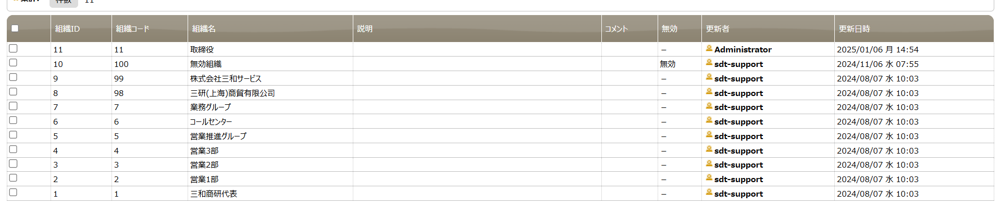 件数 11
組織ID 組織コード 組織名 説明 コメント 無効 更新者 更新日時
11 11 取締役 – Administrator 2025/01/06 月 14:54
10 100 無効組織 無効 sdt-support 2024/11/06 水 07:55
9 99 株式会社三和サービス – sdt-support 2024/08/07 水 10:03
8 98 三研(上海)商貿有限公司 – sdt-support 2024/08/07 水 10:03
7 7 業務グループ – sdt-support 2024/08/07 水 10:03
6 6 コールセンター – sdt-support 2024/08/07 水 10:03
5 5 営業推進グループ – sdt-support 2024/08/07 水 10:03
4 4 営業3部 – sdt-support 2024/08/07 水 10:03
3 3 営業2部 – sdt-support 2024/08/07 水 10:03
2 2 営業1部 – sdt-support 2024/08/07 水 10:03
1 1 三和商研代表 – sdt-support 2024/08/07 水 10:03